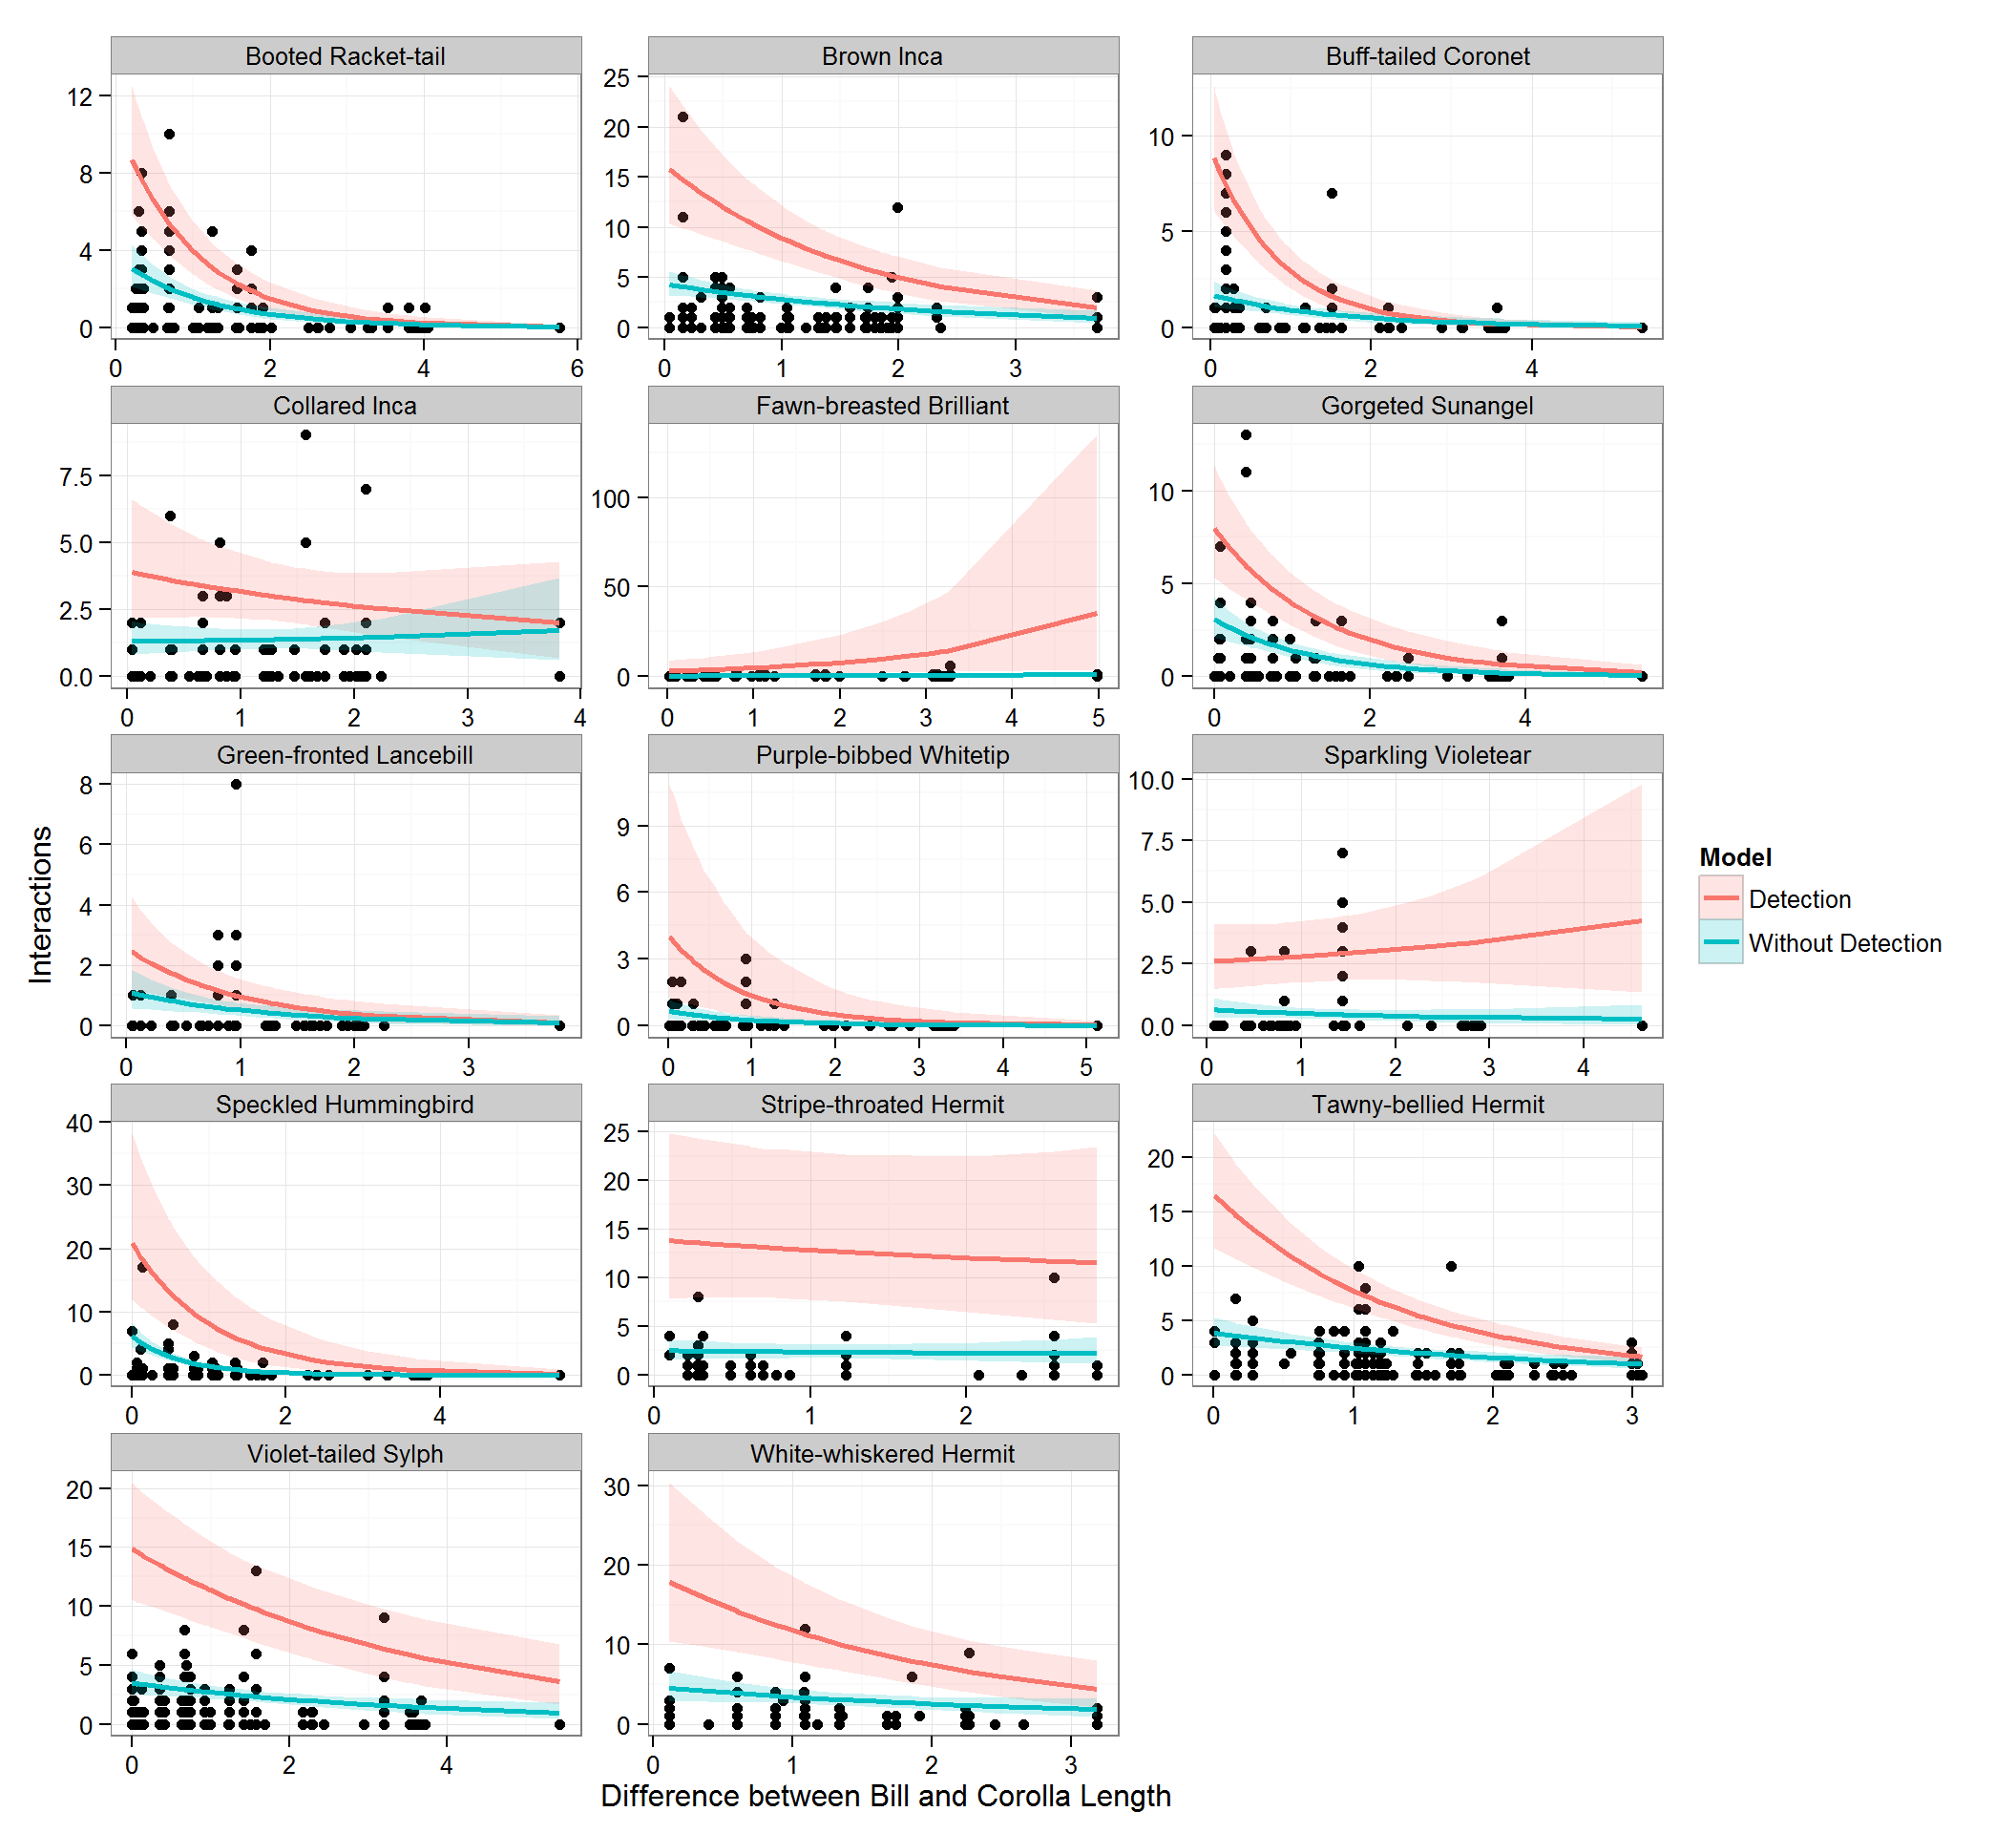 Booted Racket-tail
Brown Inca
Buff-tailed Coronet
12
8
4
0
0 2 4 6
25
20
15
10
5
0
0 1 2 3
10
5
0
0 2 4
Collared Inca
Fawn-breasted Brilliant
Gorgeted Sunangel
7.5
5.0
2.5
0.0
0 1 2 3 4
100
50
0
0 1 2 3 4 5
10
5
0
0 2 4
Green-fronted Lancebill
Purple-bibbed Whitetip
Sparkling Violetear
8
6
4
2
0
0 1 2 3
9
6
3
0
0 1 2 3 4 5
10.0
7.5
5.0
2.5
0.0
0 1 2 3 4
Speckled Hummingbird
Stripe-throated Hermit
Tawny-bellied Hermit
40
30
20
10
0
0 2 4
25
20
15
10
5
0
0 1 2
20
15
10
5
0
0 1 2 3
Violet-tailed Sylph
White-whiskered Hermit
20
15
10
5
0
0 2 4
30
20
10
0
0 1 2 3
Interactions
Difference between Bill and Corolla Length
Model
Detection
Without Detection